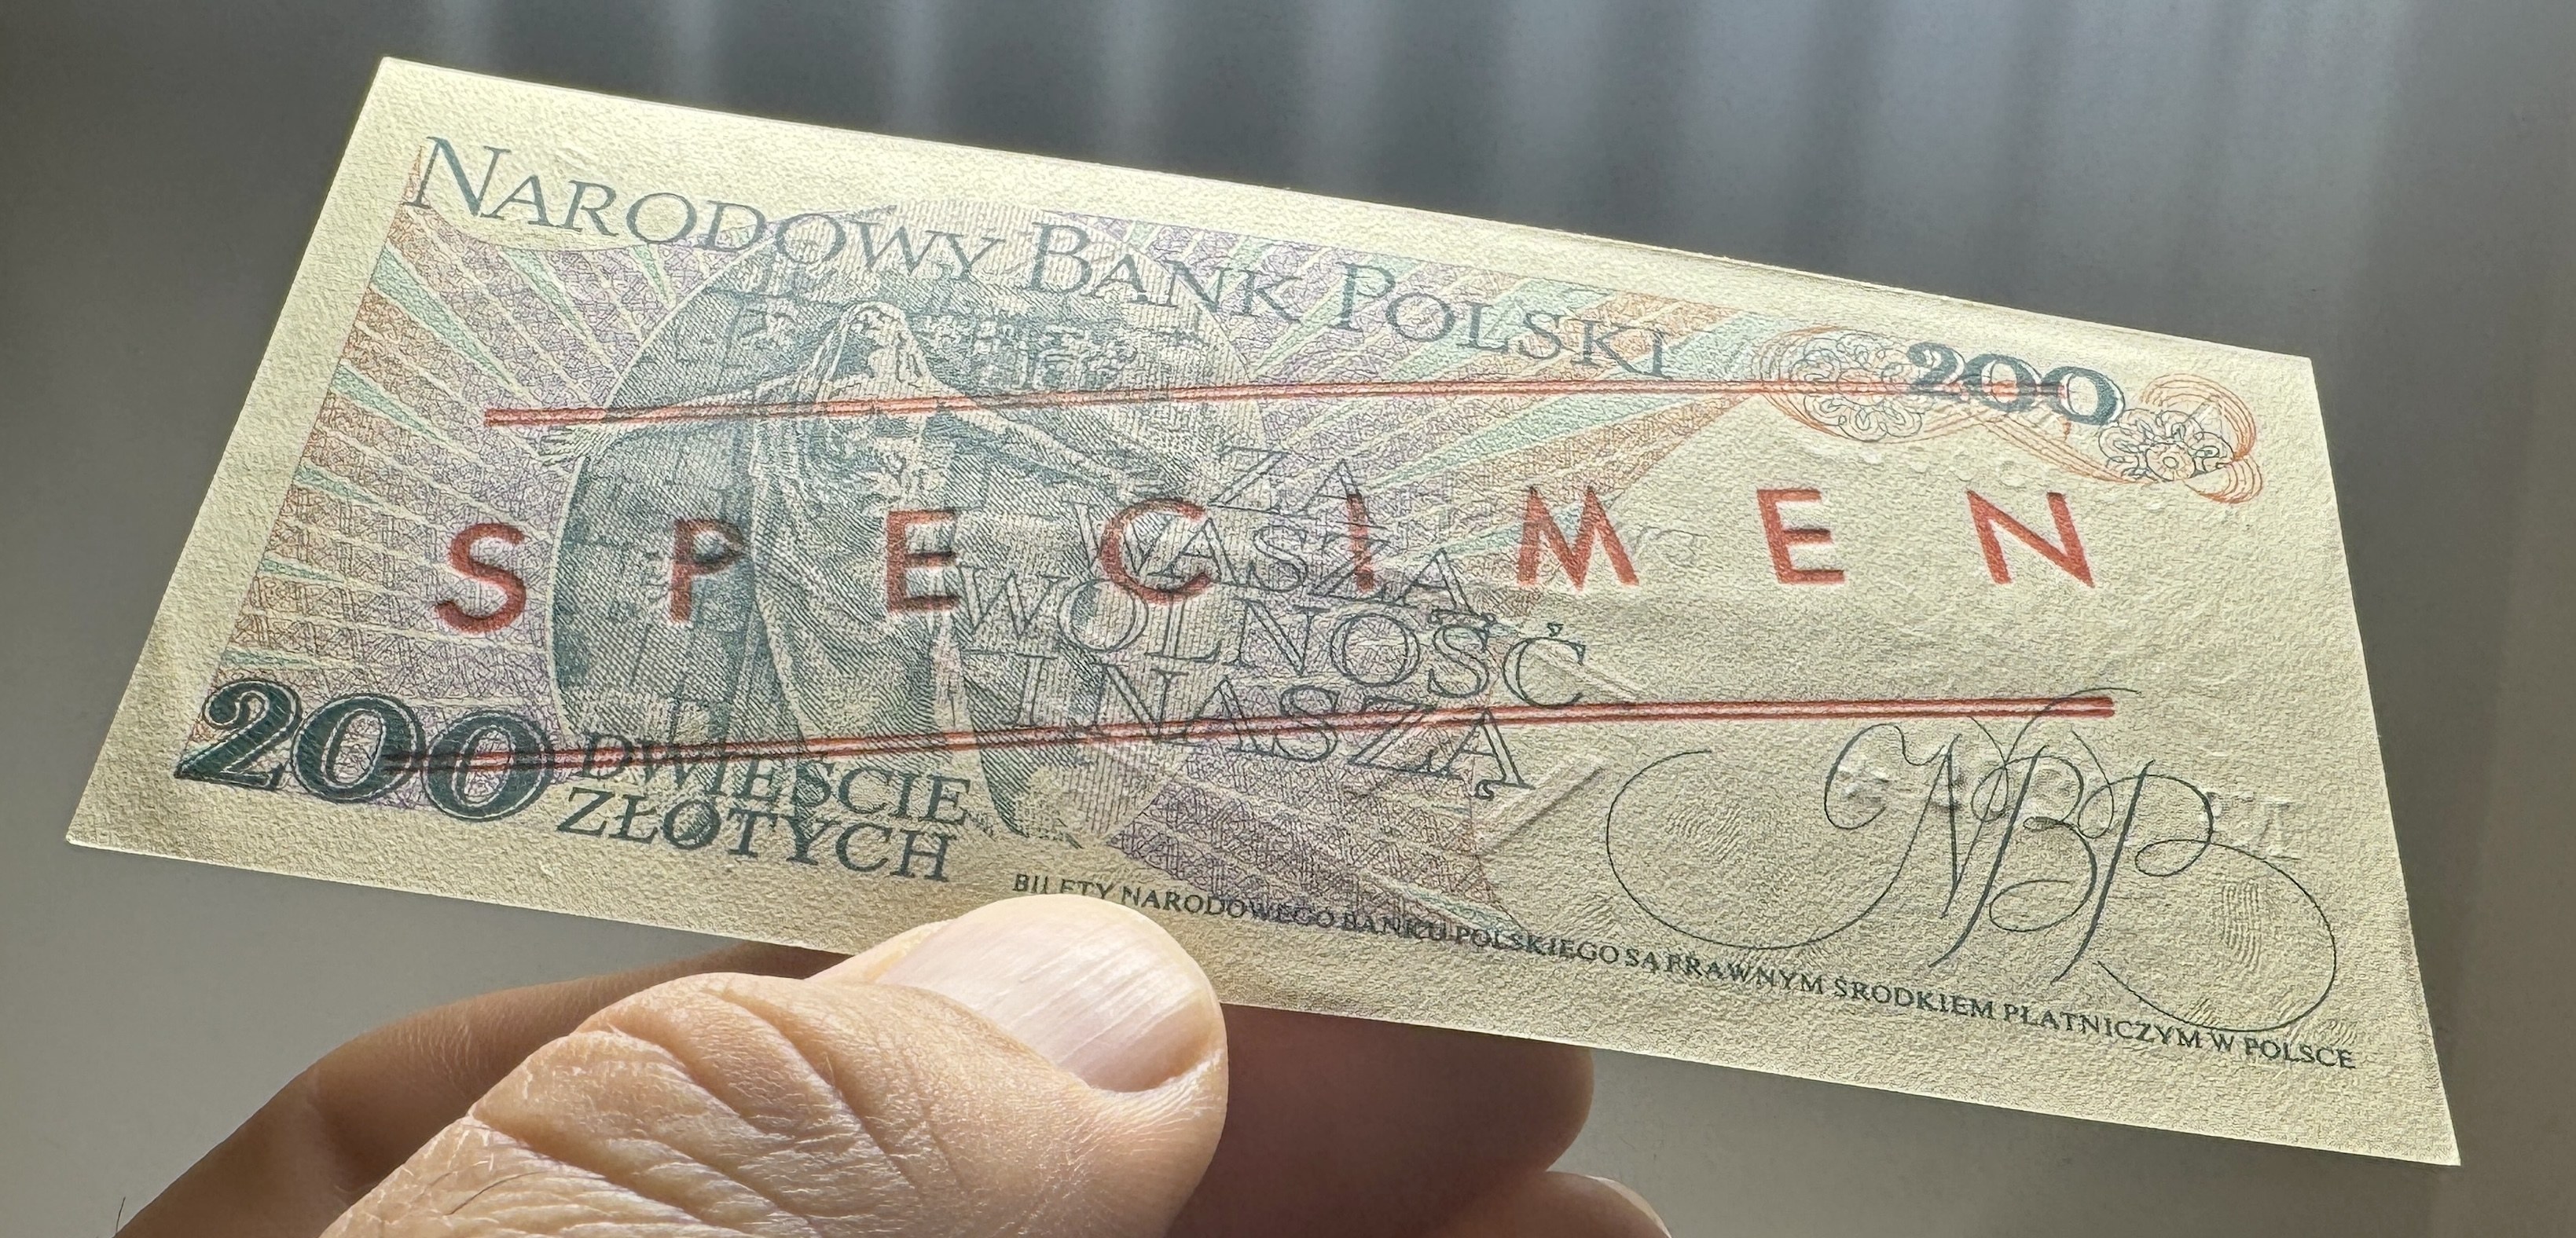 NARODOWY BANK POLSKI
200
ZA
WASZĄ
WOLNOŚĆ
I NASZĄ
SPECIMEN
200
DWIEŚCIE
ZŁOTYCH
NBP
BILETY NARODOWEGO BANKU POLSKIEGO SĄ PRAWNYM ŚRODKIEM PŁATNICZYM W POLSCE